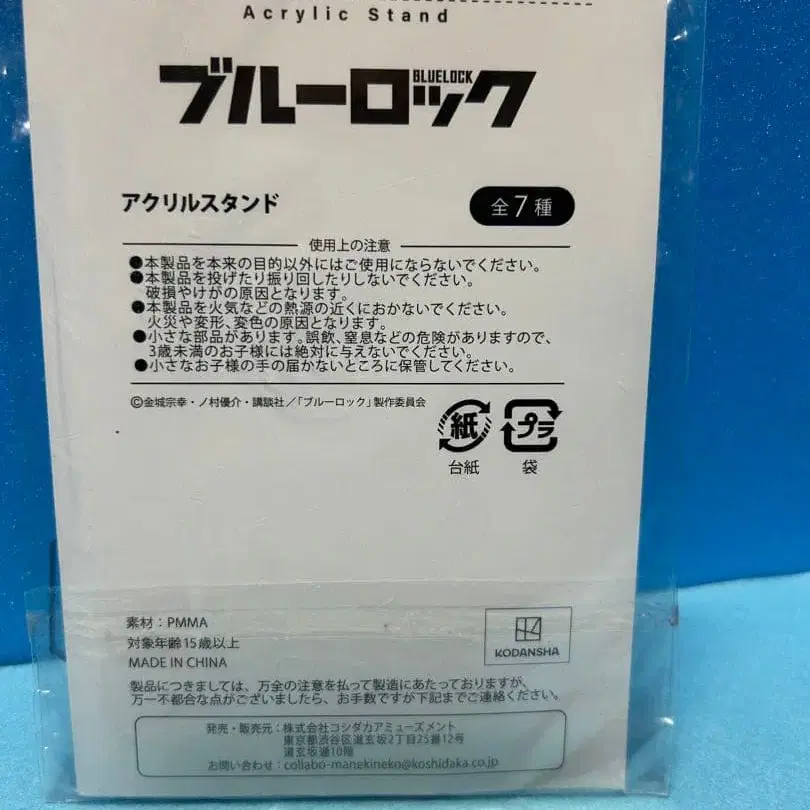 Acrylic Stand
ブルーロック
BLUELOCK
アクリルスタンド
全7種
使用上の注意
●本製品を本来の目的以外にはご使用にならないでください。
●本製品を投げたり振り回したりしないでください。
破損やけがの原因となります。
●本製品を火気などの熱源の近くにおかないでください。
火災や変形、変色の原因となります。
●小さな部品があります。誤飲、窒息などの危険がありますので、
3歳未満のお子様には絶対に与えないでください。
●小さなお子様の手の届かないところに保管してください。
©金城宗幸・ノ村優介・講談社／「ブルーロック」製作委員会
紙
プラ
台紙
袋
素材：PMMA
対象年齢15歳以上
MADE IN CHINA
KODANSHA
製品につきましては、万全の注意を払って製造にあたっておりますが、
万一不都合な点がございましたら、お手数ですが下記までご連絡ください。
発売・販売元：株式会社コシダカアミューズメント
東京都渋谷区道玄坂2丁目25番12号
道玄坂通10階
お問い合わせ：collabo-manekineko@koshidaka.co.jp